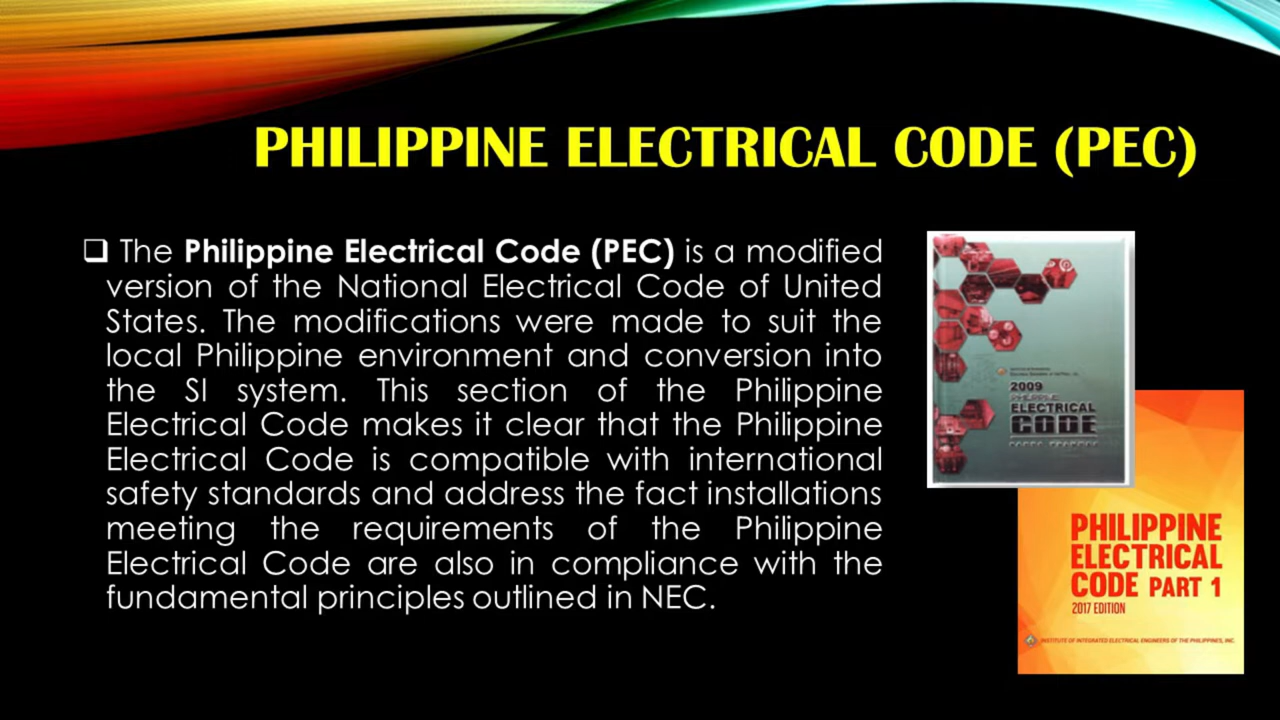 PHILIPPINE ELECTRICAL CODE (PEC)
❑ The Philippine Electrical Code (PEC) is a modified
version of the National Electrical Code of United
States. The modifications were made to suit the
local Philippine environment and conversion into
the SI system. This section of the Philippine
Electrical Code makes it clear that the Philippine
Electrical Code is compatible with international
safety standards and address the fact installations
meeting the requirements of the Philippine
Electrical Code are also in compliance with the
fundamental principles outlined in NEC.
2009
PHILIPPINE
ELECTRICAL
CODE
PHILIPPINE
ELECTRICAL
CODE PART 1
2017 EDITION
INSTITUTE OF INTEGRATED ELECTRICAL ENGINEERS OF THE PHILIPPINES, INC.